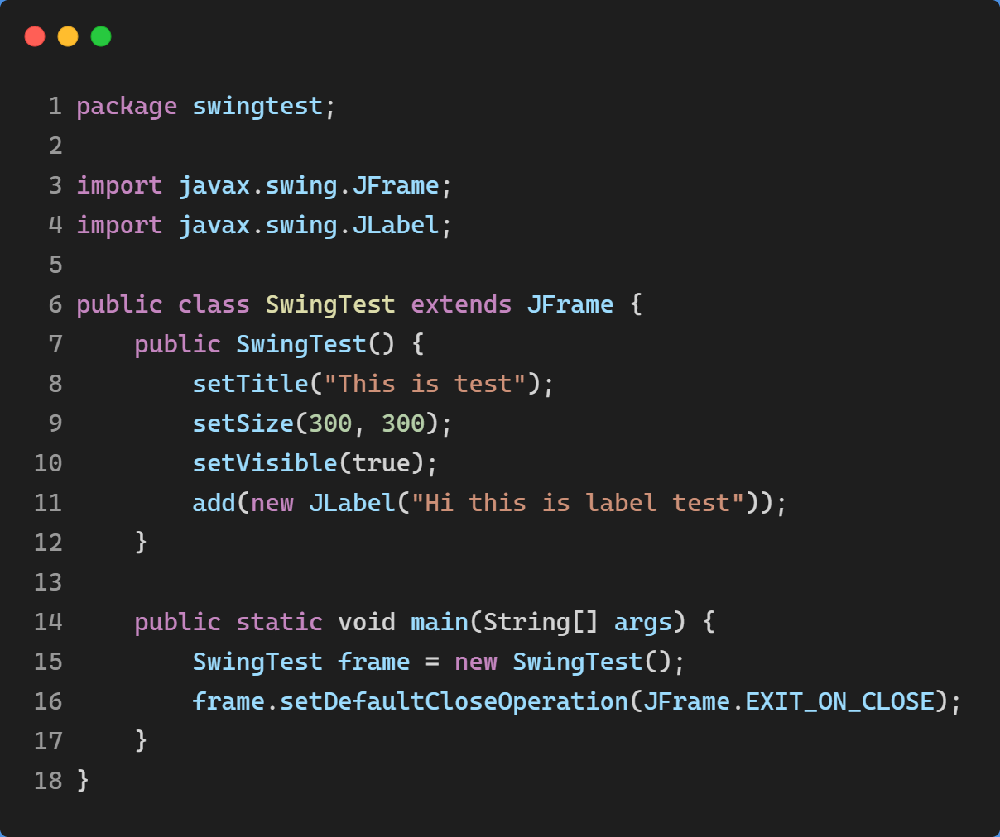 1 package swingtest;
2
3 import javax.swing.JFrame;
4 import javax.swing.JLabel;
5
6 public class SwingTest extends JFrame {
7     public SwingTest() {
8         setTitle("This is test");
9         setSize(300, 300);
10         setVisible(true);
11         add(new JLabel("Hi this is label test"));
12     }
13
14     public static void main(String[] args) {
15         SwingTest frame = new SwingTest();
16         frame.setDefaultCloseOperation(JFrame.EXIT_ON_CLOSE);
17     }
18 }